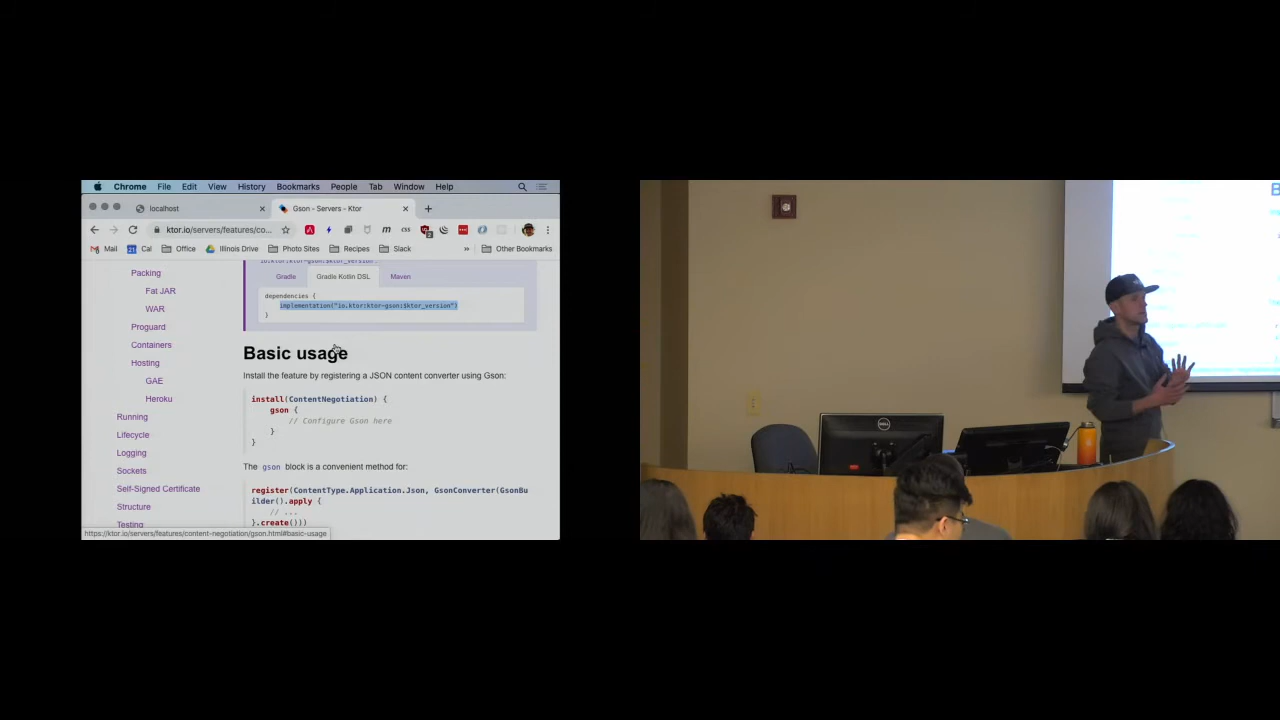 Chrome File Edit View History Bookmarks People Tab Window Help
localhost
Gson – Servers – Ktor
ktor.io/servers/features/co...
Mail Cal Office Illinois Drive Photo Sites Recipes Slack » Other Bookmarks
Packing
Fat JAR
WAR
Proguard
Containers
Hosting
GAE
Heroku
Running
Lifecycle
Logging
Sockets
Self-Signed Certificate
Structure
Testing
Gradle Gradle Kotlin DSL Maven
dependencies {
implementation("io.ktor:ktor-gson:$ktor_version")
}
Basic usage
Install the feature by registering a JSON content converter using Gson:
install(ContentNegotiation) {
gson {
// Configure Gson here
}
}
The gson block is a convenient method for:
register(ContentType.Application.Json, GsonConverter(GsonBu
ilder().apply {
// ...
}.create()))
https://ktor.io/servers/features/content-negotiation/gson.html#basic-usage
DELL